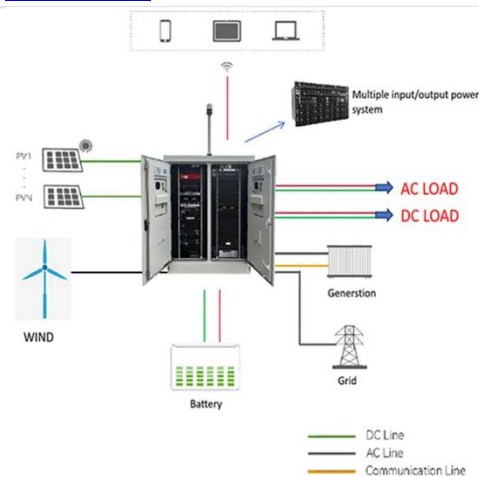 Multiple input/output power
system
PV1
PVN
AC LOAD
DC LOAD
WIND
Generstion
Grid
Battery
DC Line
AC Line
Communication Line